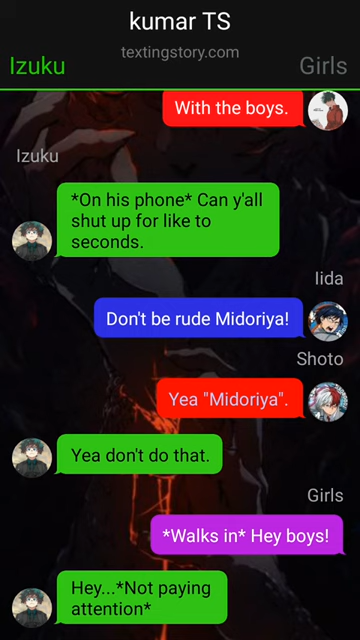 kumar TS
textingstory.com
Izuku
Girls
With the boys.
Izuku
*On his phone* Can y'all
shut up for like to
seconds.
Iida
Don't be rude Midoriya!
Shoto
Yea "Midoriya".
Yea don't do that.
Girls
*Walks in* Hey boys!
Hey...*Not paying
attention*